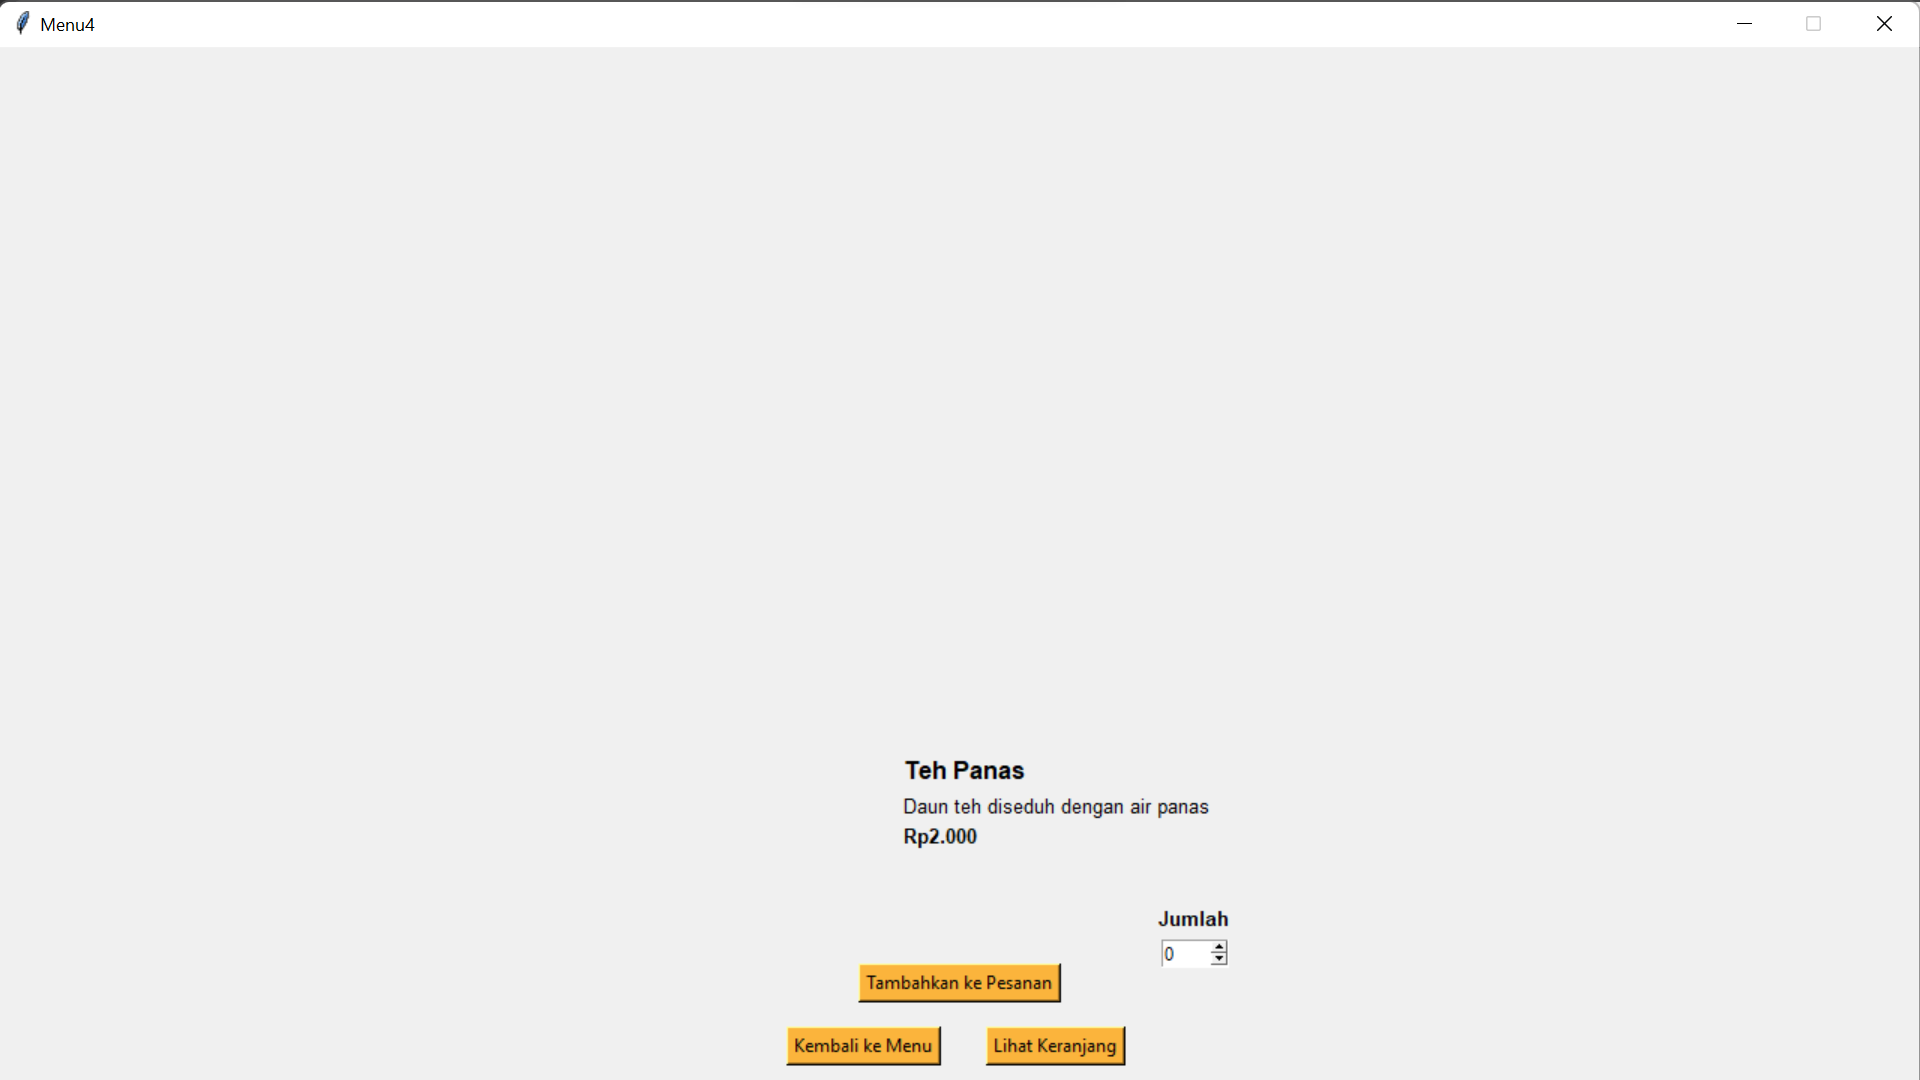 Menu4
Teh Panas
Daun teh diseduh dengan air panas
Rp2.000
Jumlah
0
Tambahkan ke Pesanan
Kembali ke Menu
Lihat Keranjang